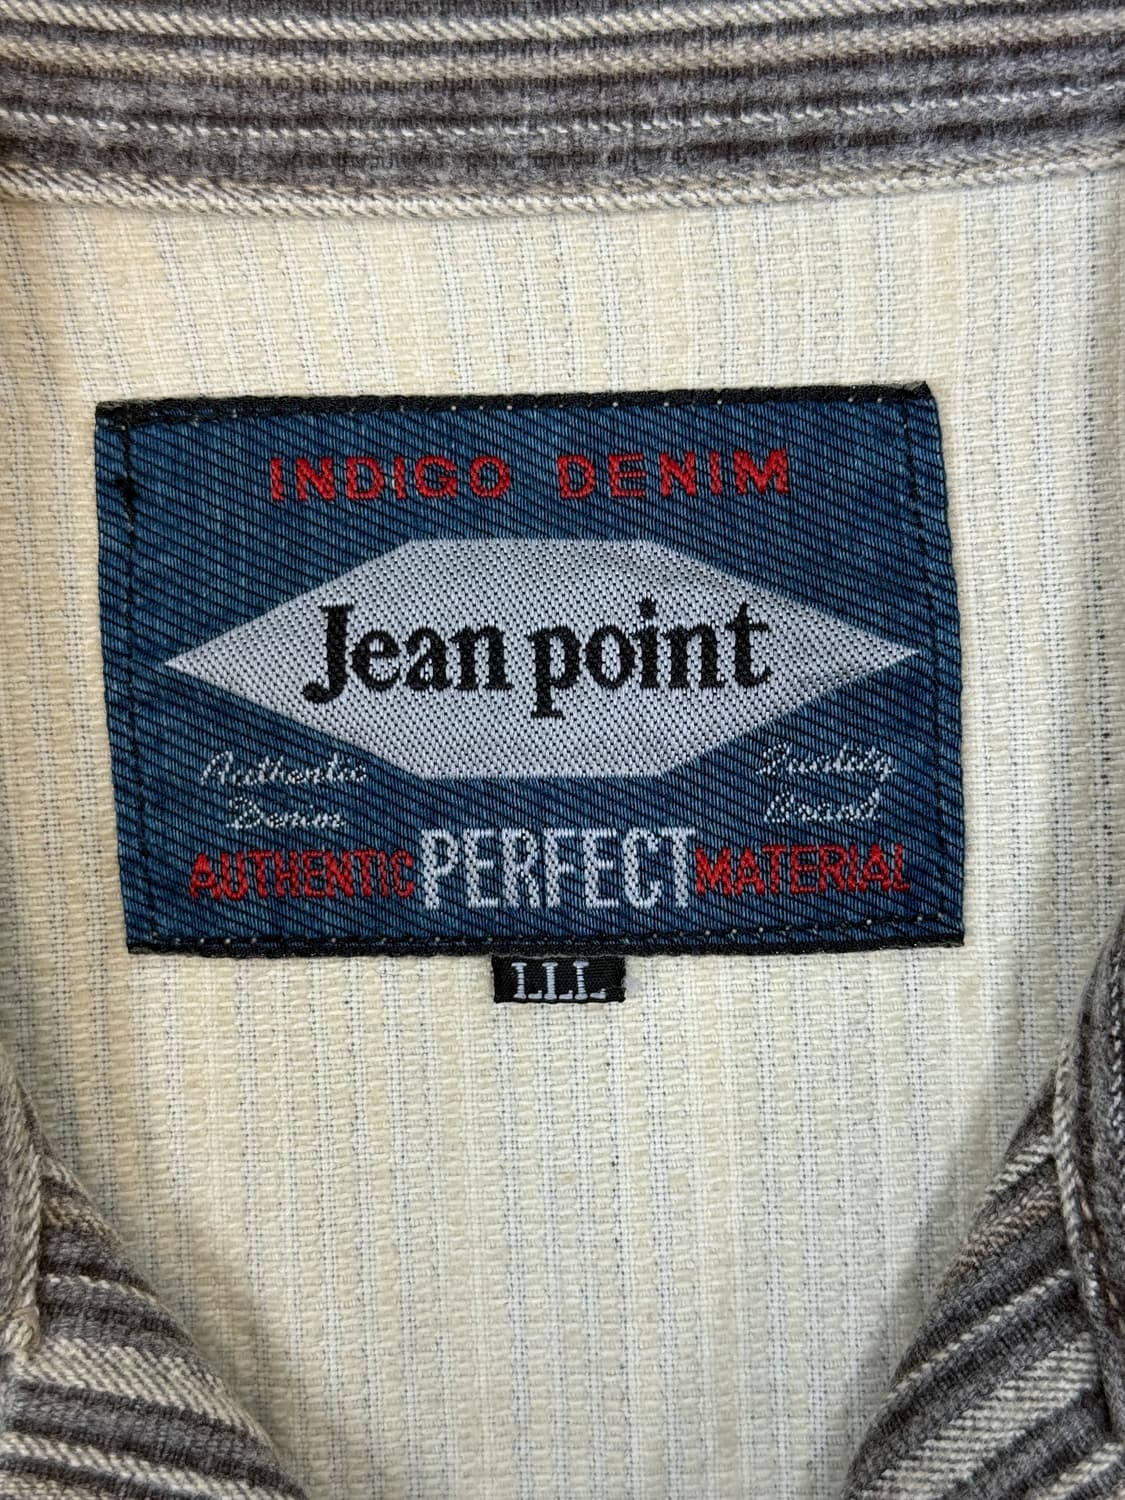 INDIGO DENIM
Jean point
Authentic
Denim
Quality
Brand
AUTHENTIC PERFECT MATERIAL
LLL